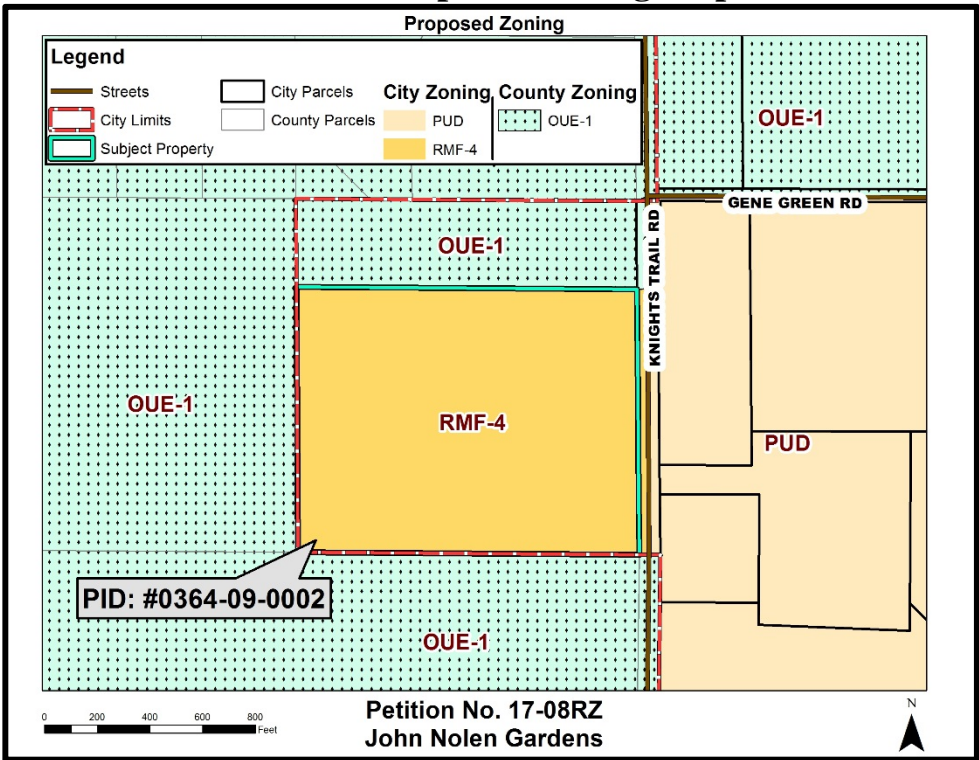 Proposed Zoning
Legend
Streets
City Limits
Subject Property
City Parcels
County Parcels
City Zoning
PUD
RMF-4
County Zoning
OUE-1
OUE-1
GENE GREEN RD
OUE-1
KNIGHTS TRAIL RD
OUE-1
RMF-4
PUD
PID: #0364-09-0002
OUE-1
0 200 400 600 800
Feet
Petition No. 17-08RZ
John Nolen Gardens
N